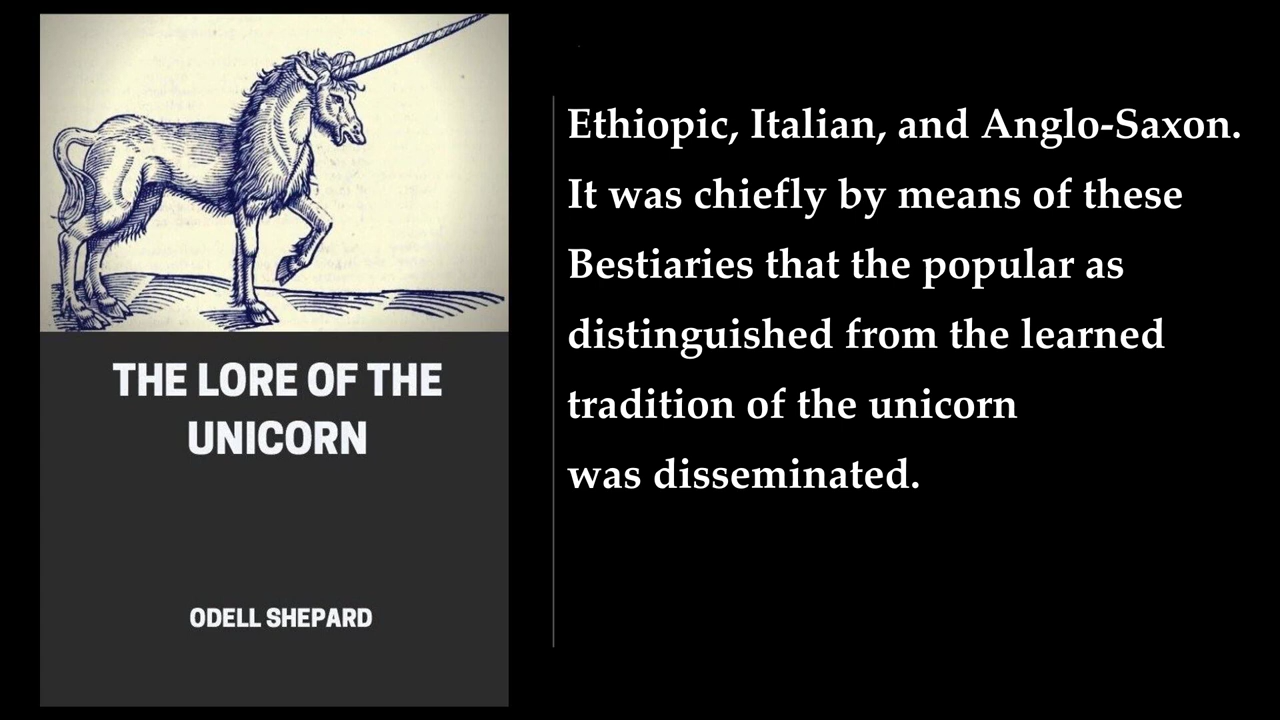 THE LORE OF THE
UNICORN
ODELL SHEPARD
Ethiopic, Italian, and Anglo-Saxon.
It was chiefly by means of these
Bestiaries that the popular as
distinguished from the learned
tradition of the unicorn
was disseminated.